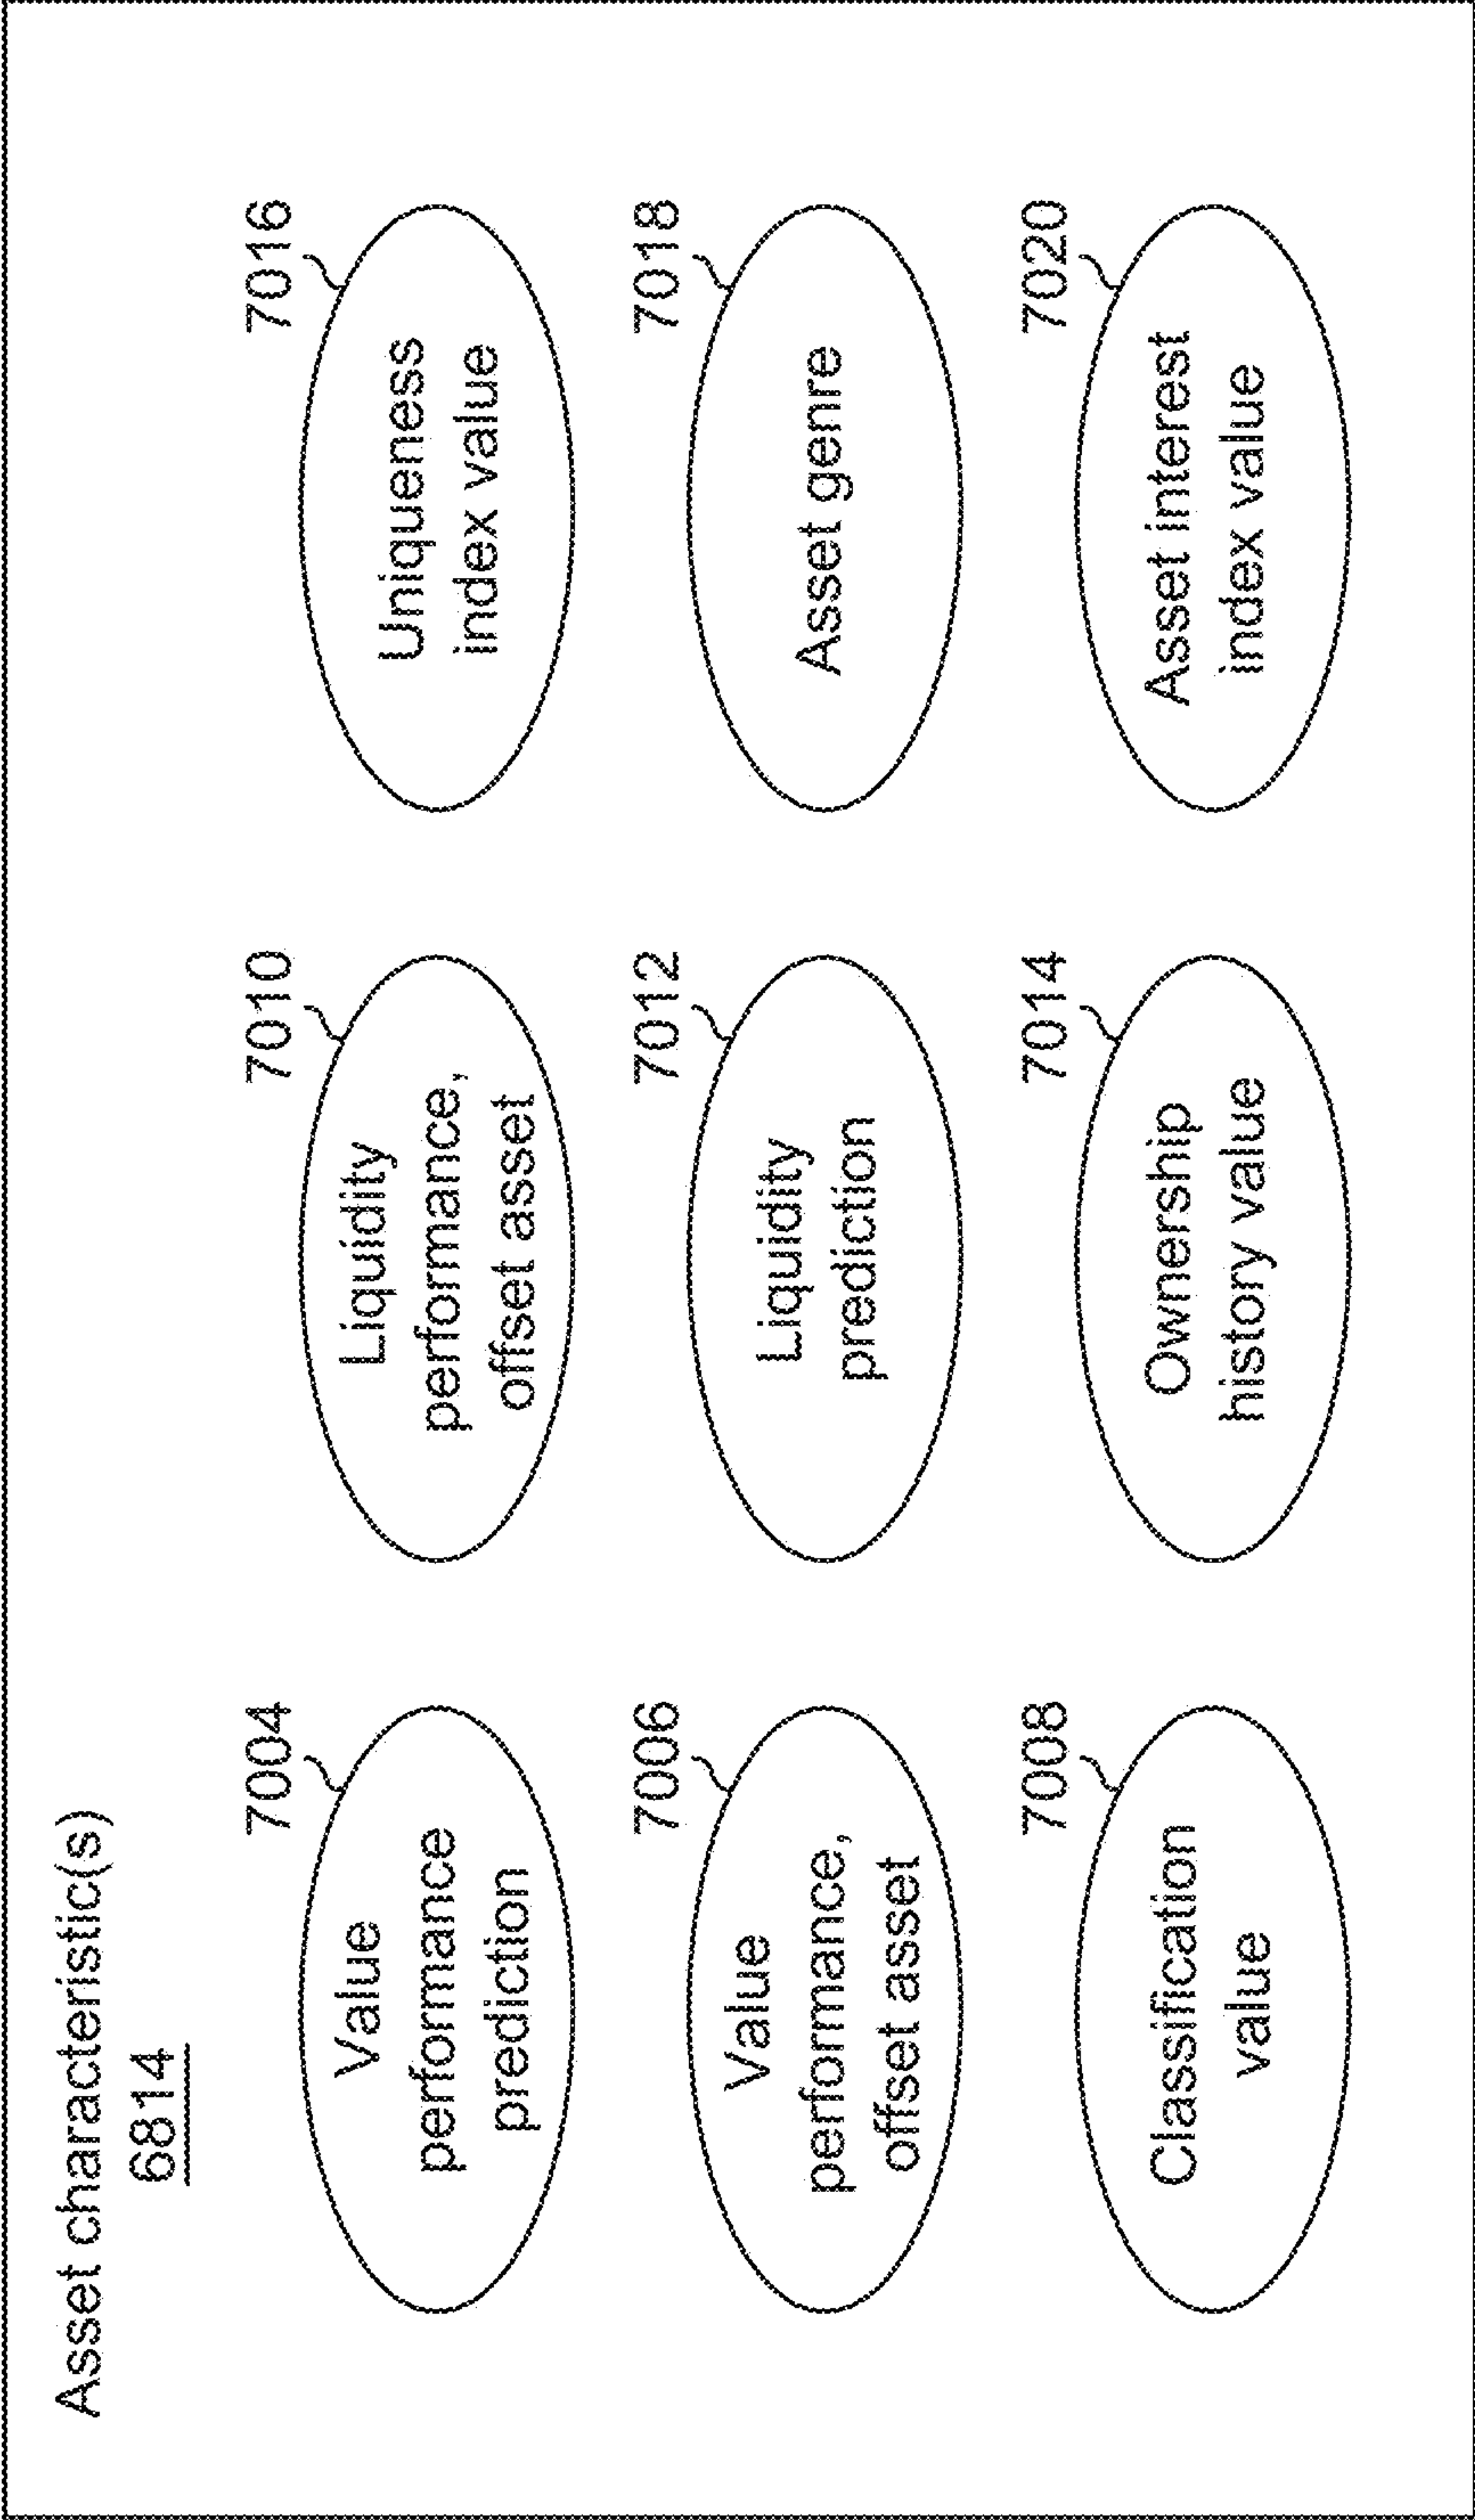 Asset characteristic(s)
6814
7004
Value
performance
prediction
7010
Liquidity
performance,
offset asset
7016
Uniqueness
index value
7006
Value
performance,
offset asset
7012
Liquidity
prediction
7018
Asset genre
7008
Classification
value
7014
Ownership
history value
7020
Asset interest
index value